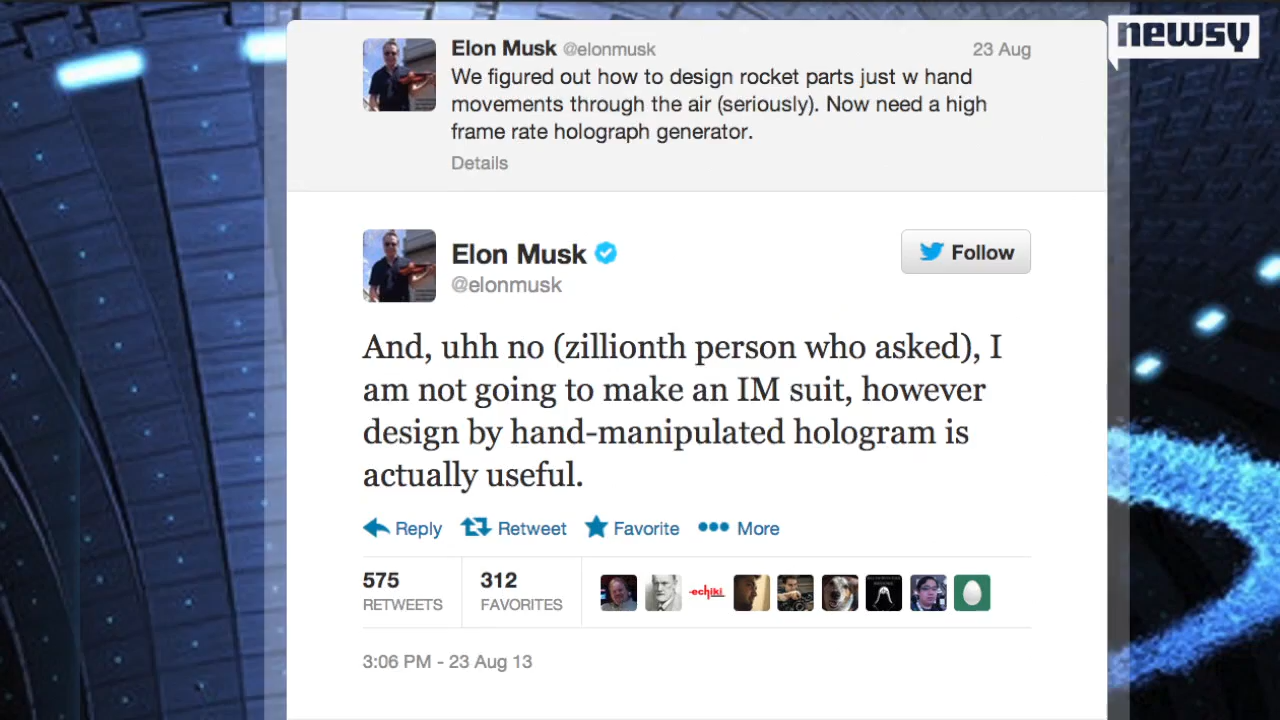 newsy
Elon Musk @elonmusk 23 Aug
We figured out how to design rocket parts just w hand
movements through the air (seriously). Now need a high
frame rate holograph generator.
Details
Elon Musk
@elonmusk
Follow
And, uhh no (zillionth person who asked), I
am not going to make an IM suit, however
design by hand-manipulated hologram is
actually useful.
Reply Retweet Favorite More
575 312
RETWEETS FAVORITES
-echiki
3:06 PM - 23 Aug 13